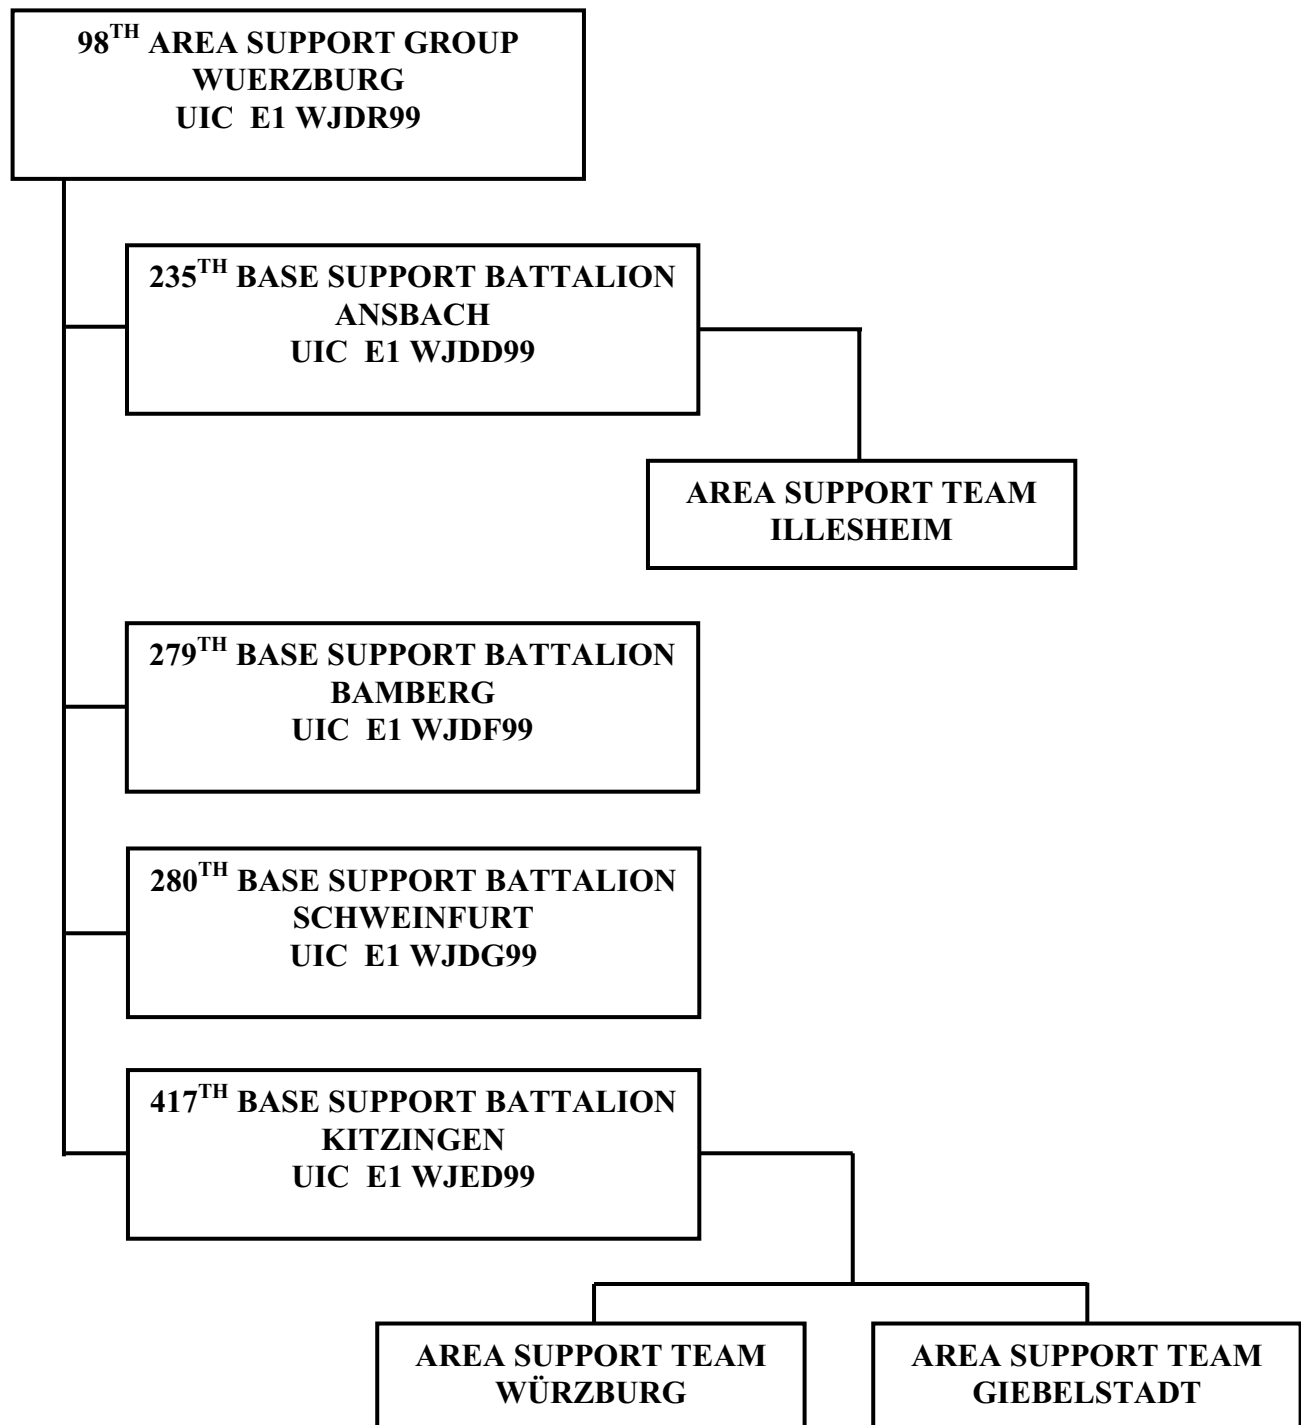 98TH AREA SUPPORT GROUP
WUERZBURG
UIC E1 WJDR99
235TH BASE SUPPORT BATTALION
ANSBACH
UIC E1 WJDD99
AREA SUPPORT TEAM
ILLESHEIM
279TH BASE SUPPORT BATTALION
BAMBERG
UIC E1 WJDF99
280TH BASE SUPPORT BATTALION
SCHWEINFURT
UIC E1 WJDG99
417TH BASE SUPPORT BATTALION
KITZINGEN
UIC E1 WJED99
AREA SUPPORT TEAM
WÜRZBURG
AREA SUPPORT TEAM
GIEBELSTADT